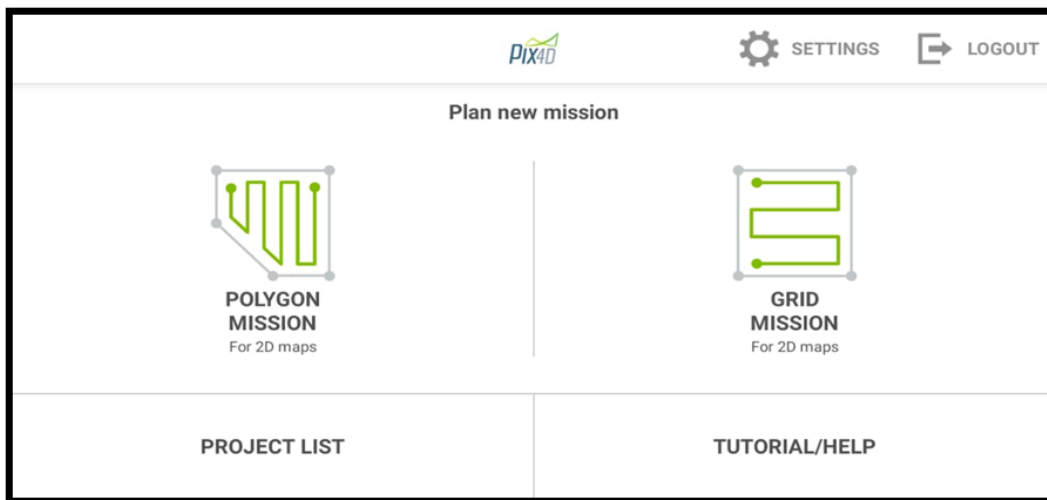 PIX4D
SETTINGS
LOGOUT
Plan new mission
POLYGON
MISSION
For 2D maps
GRID
MISSION
For 2D maps
PROJECT LIST
TUTORIAL/HELP